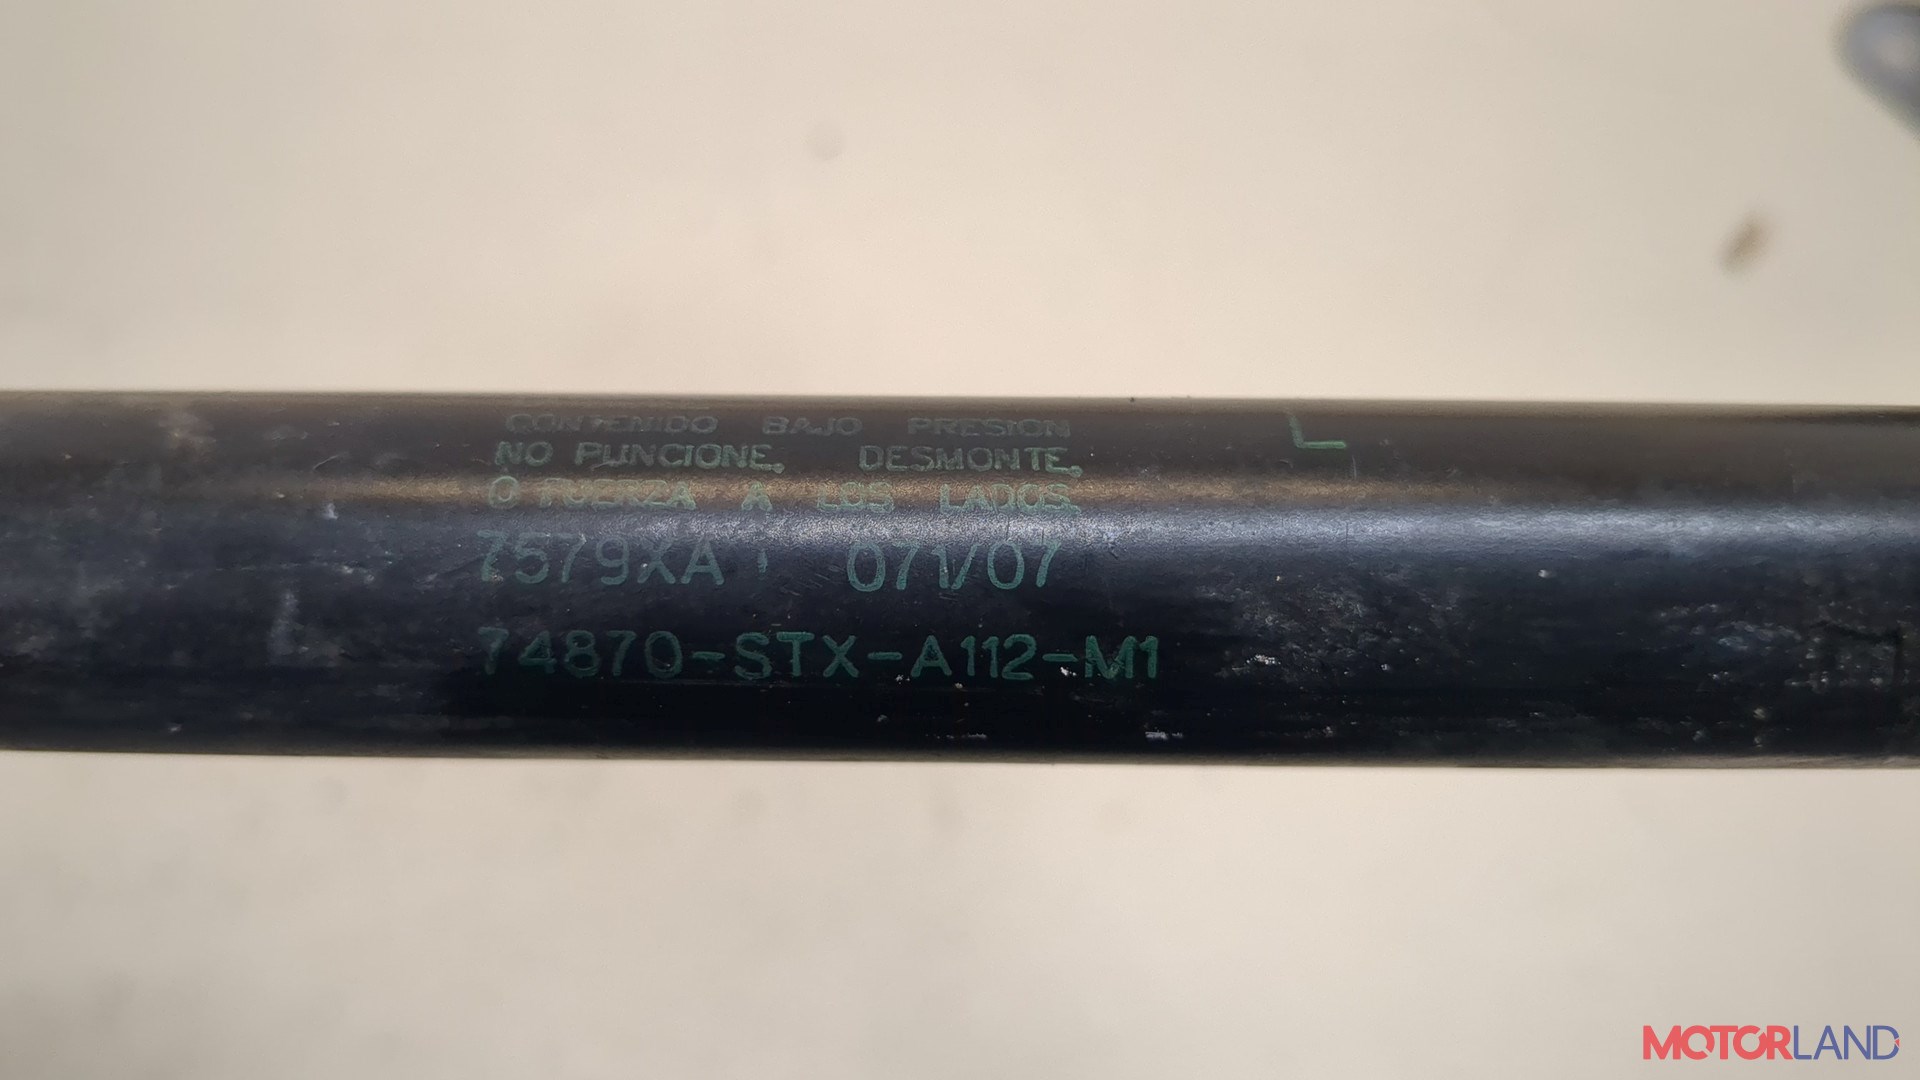 CONTENIDO BAJO PRESION
NO PUNCIONE, DESMONTE,
O FUERZA A LOS LADOS.
L
7579XA 071/07
74870-STX-A112-M1
MOTORLAND